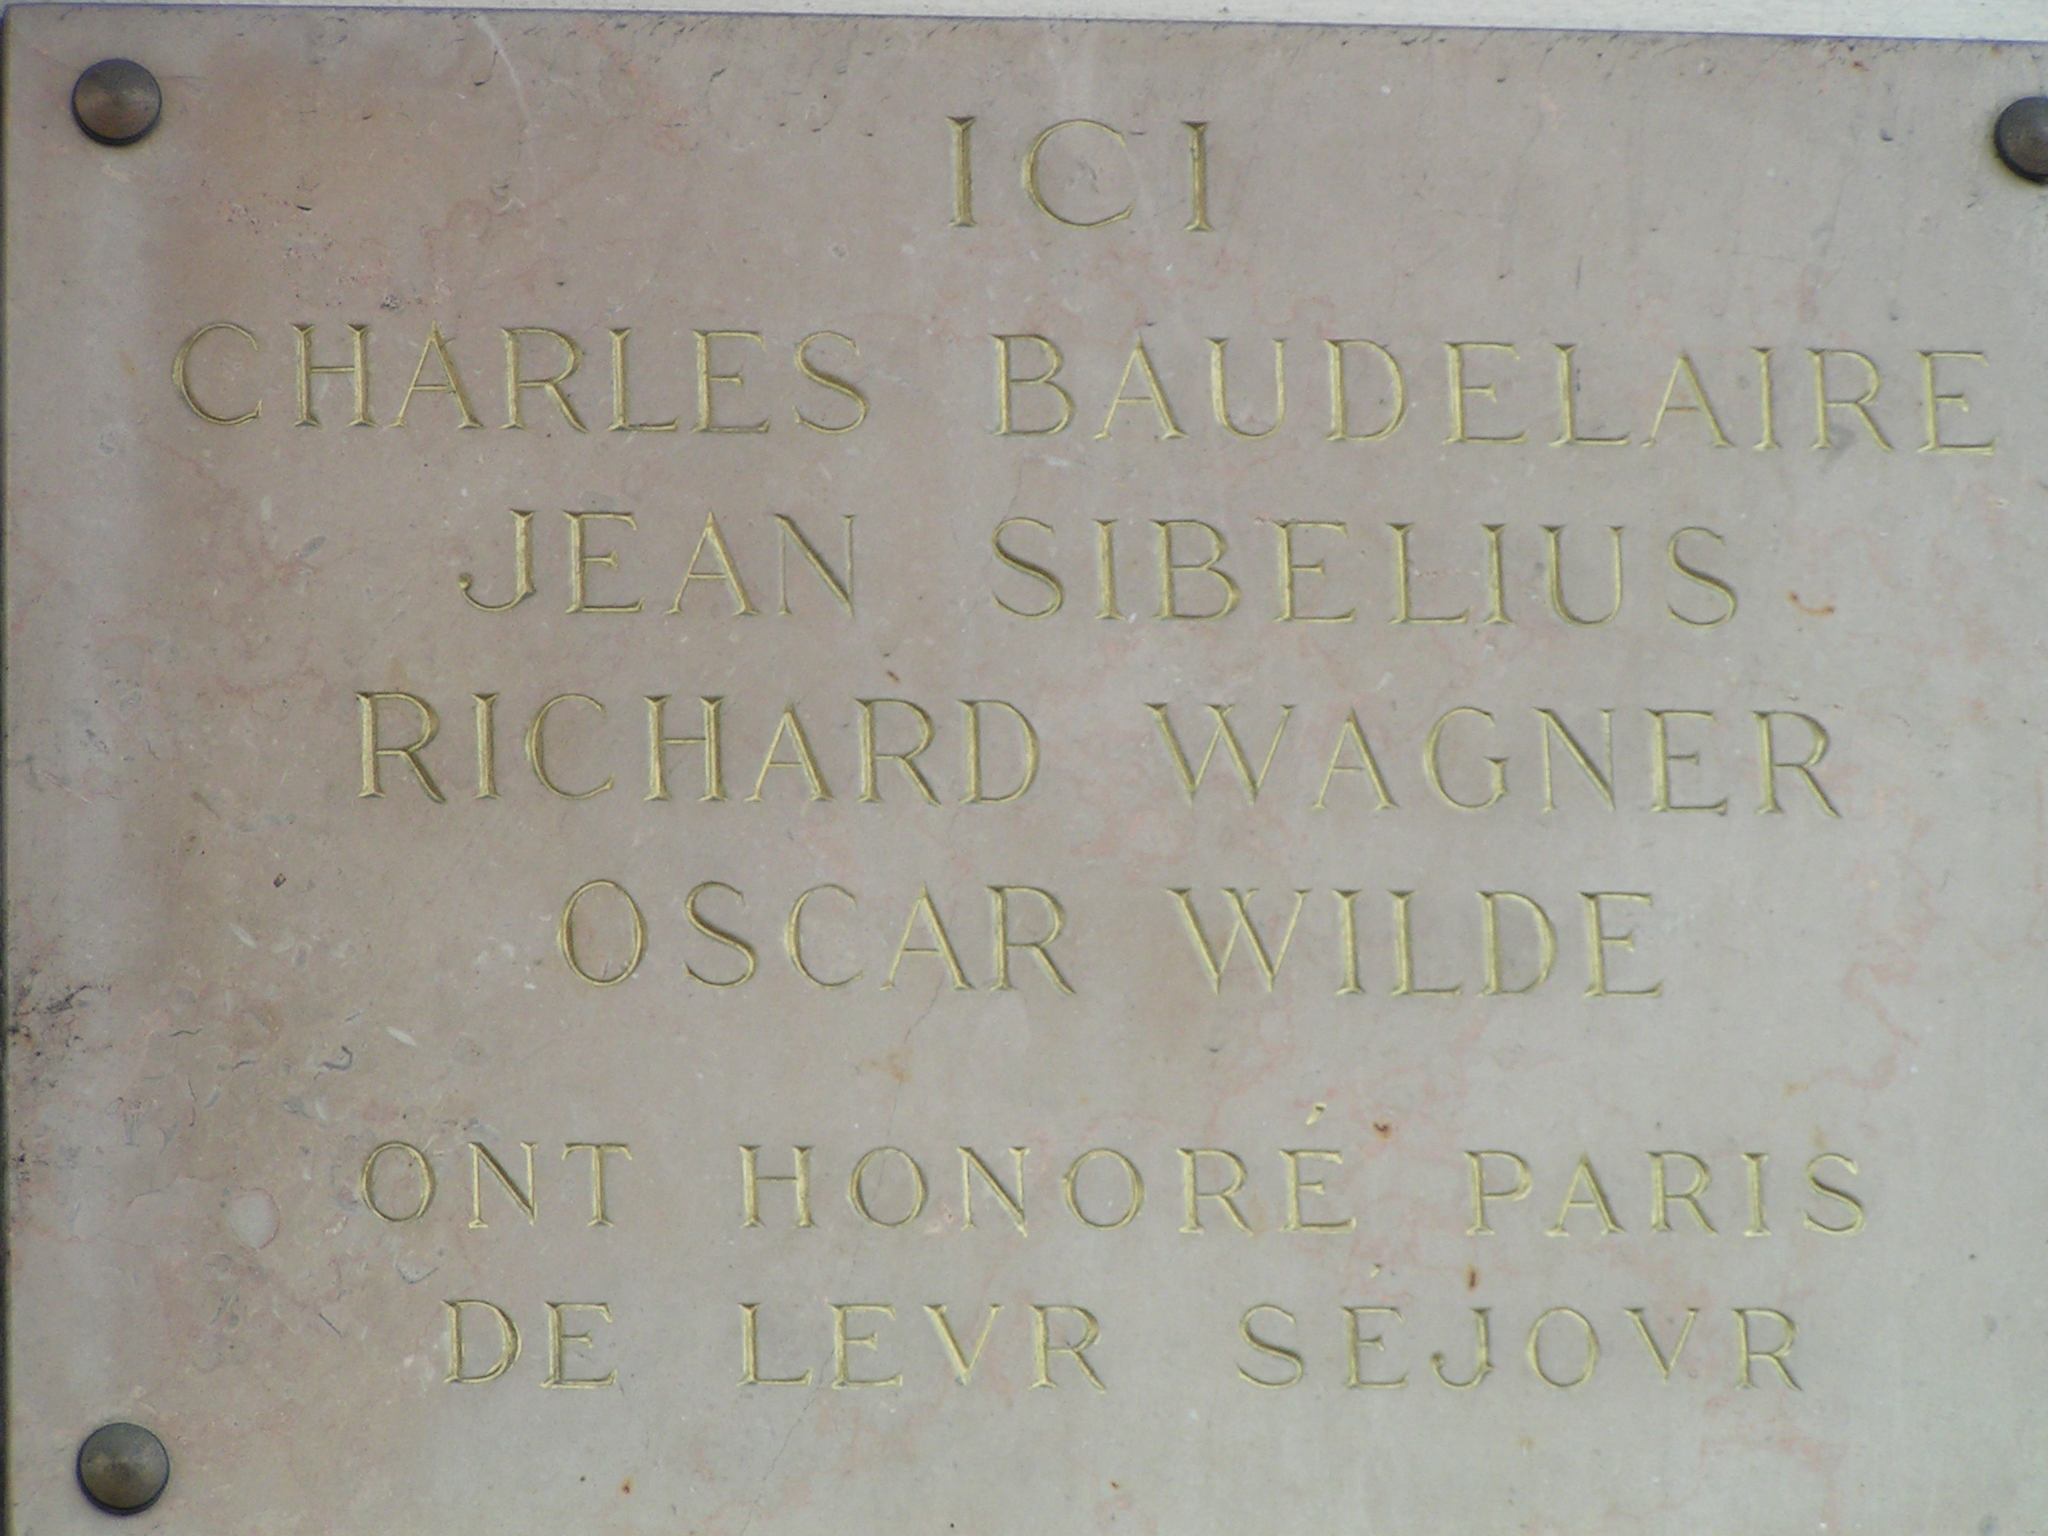 ICI
CHARLES BAUDELAIRE
JEAN SIBELIUS
RICHARD WAGNER
OSCAR WILDE
ONT HONORÉ PARIS
DE LEVR SÉJOVR